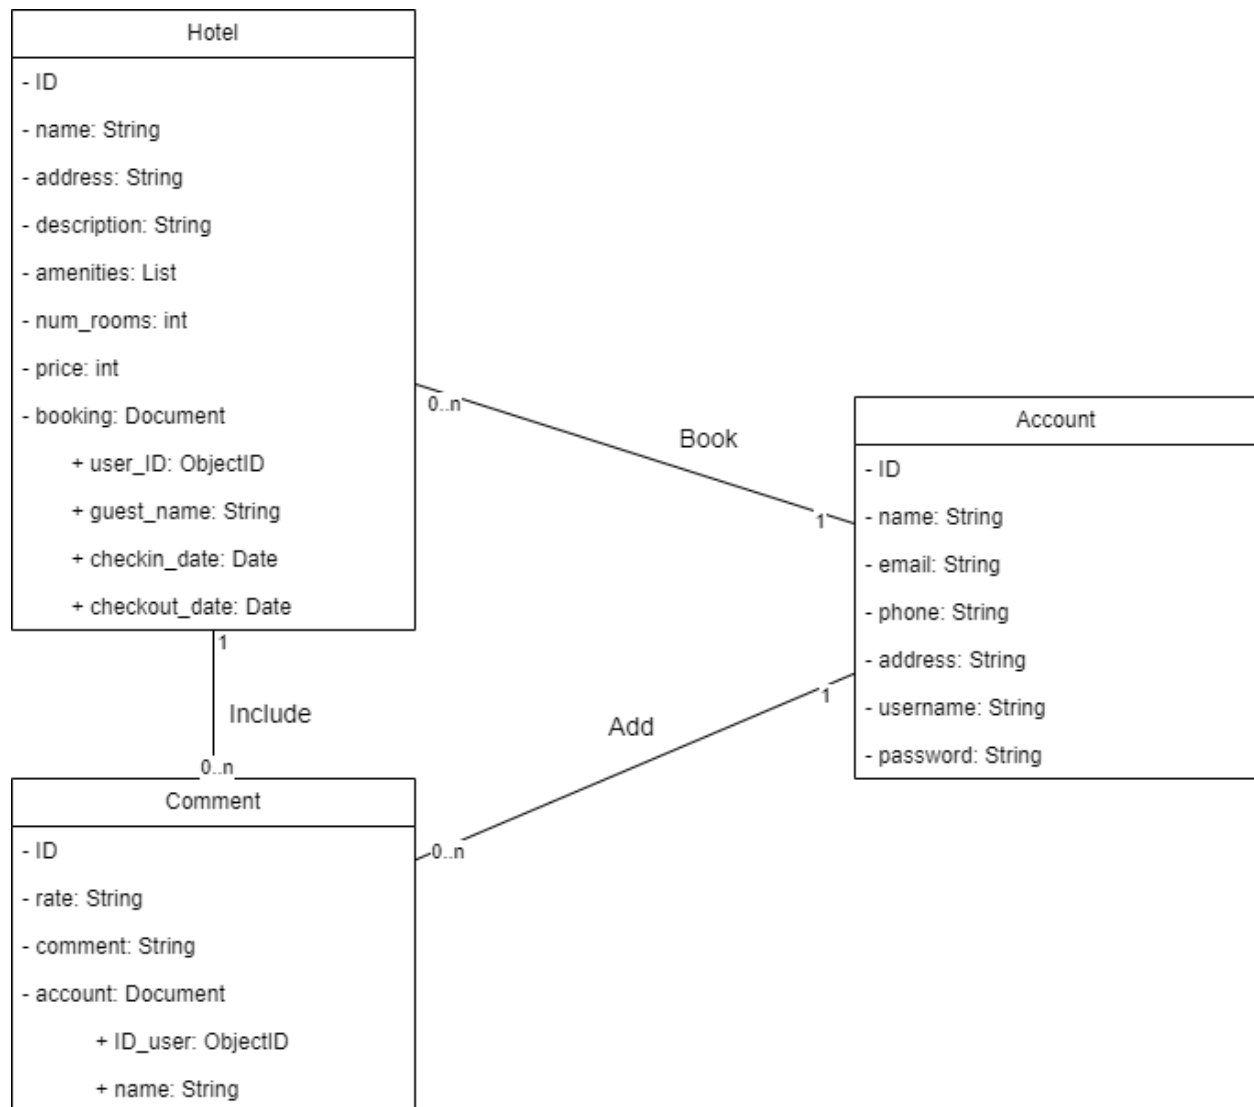 Hotel
- ID
- name: String
- address: String
- description: String
- amenities: List
- num_rooms: int
- price: int
- booking: Document
+ user_ID: ObjectID
+ guest_name: String
+ checkin_date: Date
+ checkout_date: Date
0..n
Book
1
Account
- ID
- name: String
- email: String
- phone: String
- address: String
- username: String
- password: String
1
Include
0..n
Add
1
0..n
Comment
- ID
- rate: String
- comment: String
- account: Document
+ ID_user: ObjectID
+ name: String